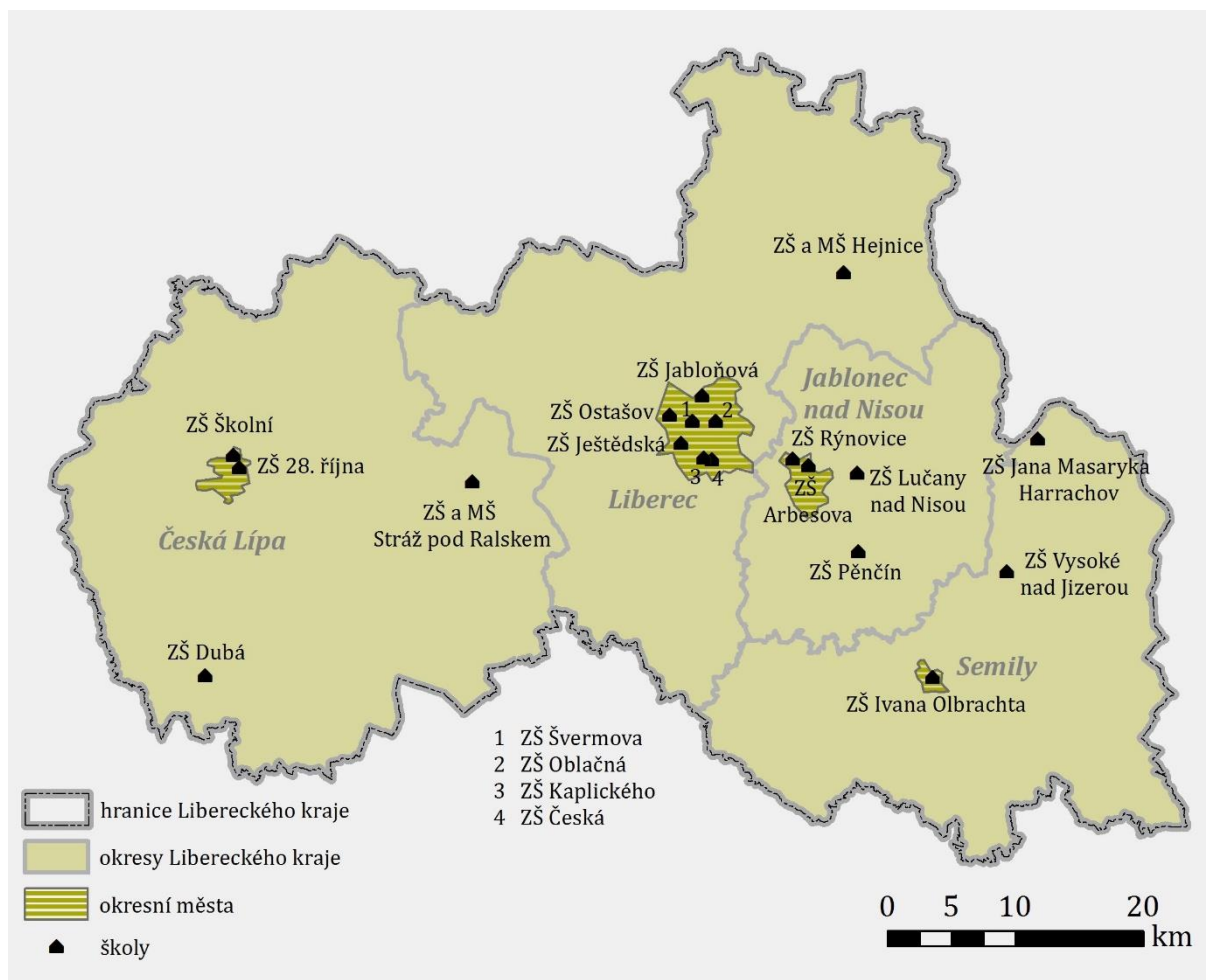 ZŠ a MŠ Hejnice
ZŠ Jabloňová
Jablonec
nad Nisou
ZŠ Ostašov
1
2
ZŠ Školní
ZŠ Ještědská
ZŠ Rýnovice
ZŠ 28. října
3
4
ZŠ Jana Masaryka
Harrachov
ZŠ Lučany
nad Nisou
ZŠ
Arbesova
Liberec
ZŠ a MŠ
Stráž pod Ralskem
Česká Lípa
ZŠ Pěnčín
ZŠ Vysoké
nad Jizerou
ZŠ Dubá
Semily
ZŠ Ivana Olbrachta
1 ZŠ Švermova
2 ZŠ Oblačná
3 ZŠ Kaplického
4 ZŠ Česká
hranice Libereckého kraje
okresy Libereckého kraje
okresní města
školy
0 5 10 20
km